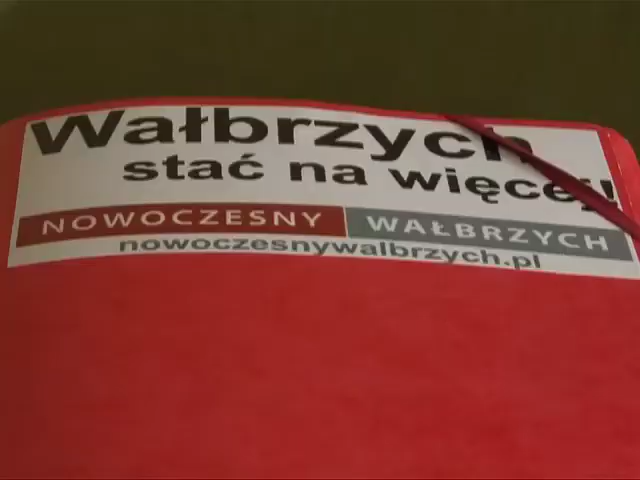 Wałbrzych
stać na więcej!
NOWOCZESNY WAŁBRZYCH
nowoczesnywalbrzych.pl